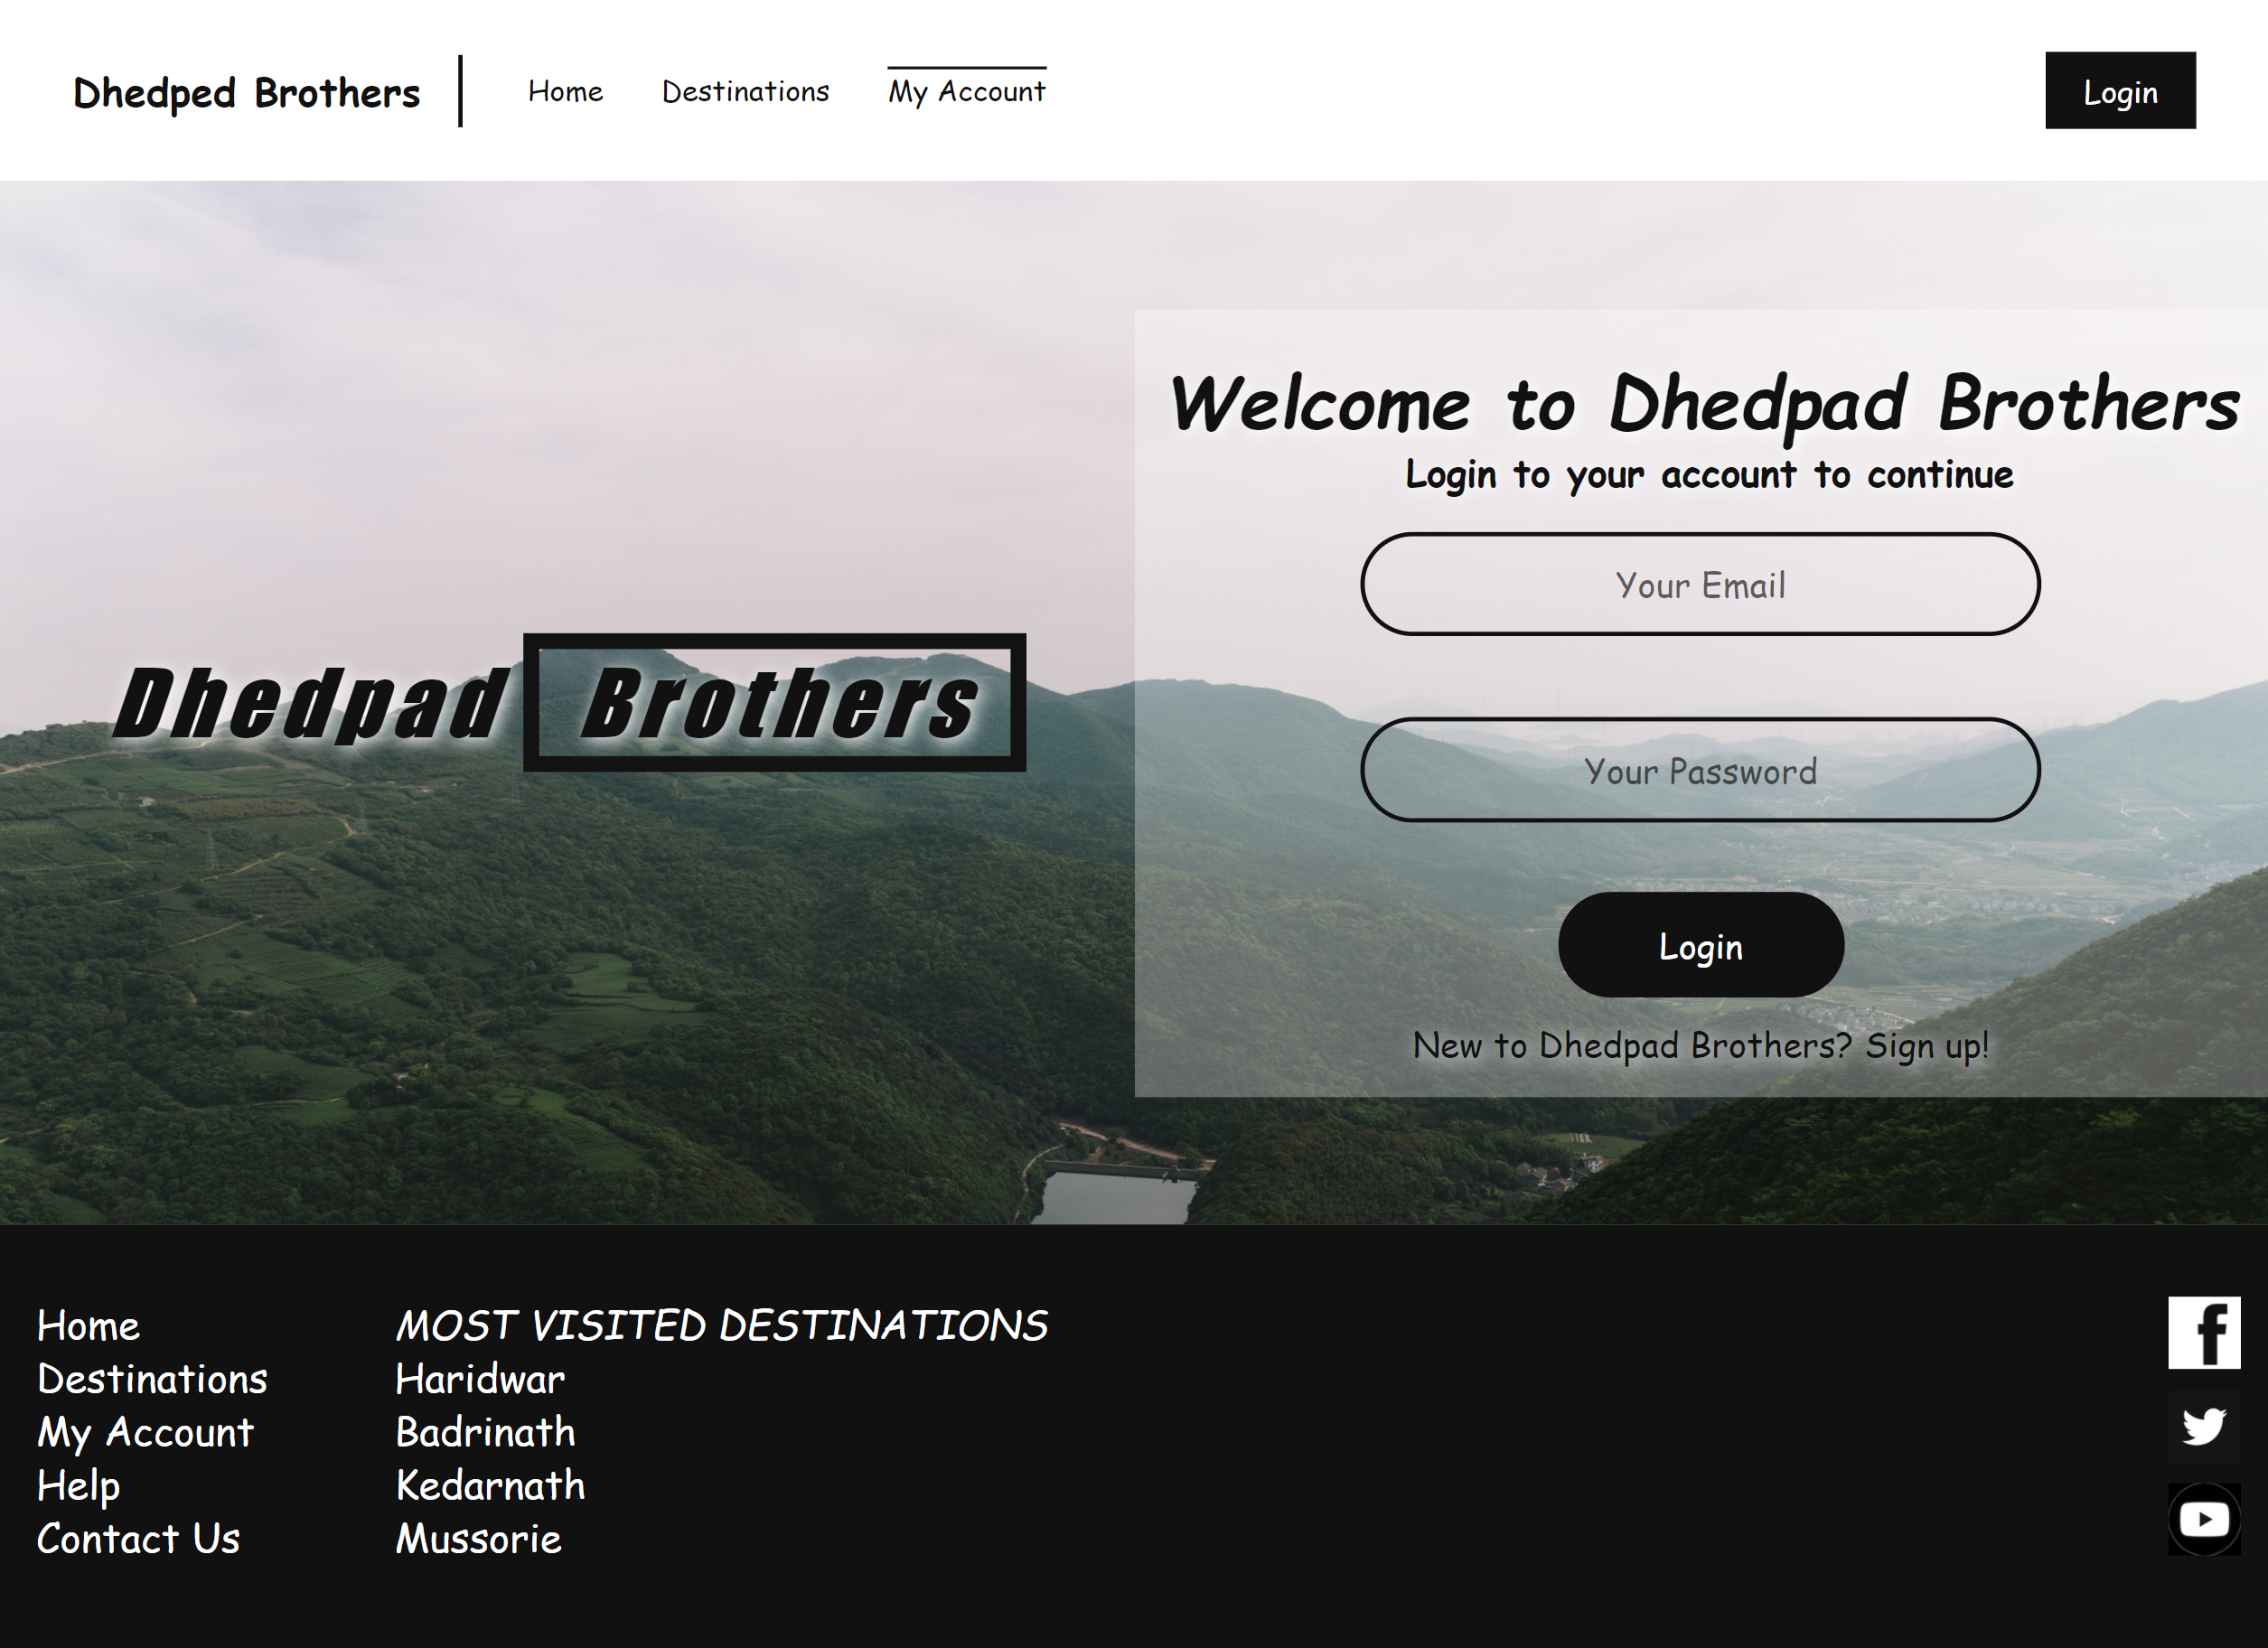 Dhedped Brothers
Home
Destinations
My Account
Login
Dhedpad Brothers
Welcome to Dhedpad Brothers
Login to your account to continue
Your Email
Your Password
Login
New to Dhedpad Brothers? Sign up!
Home
Destinations
My Account
Help
Contact Us
MOST VISITED DESTINATIONS
Haridwar
Badrinath
Kedarnath
Mussorie